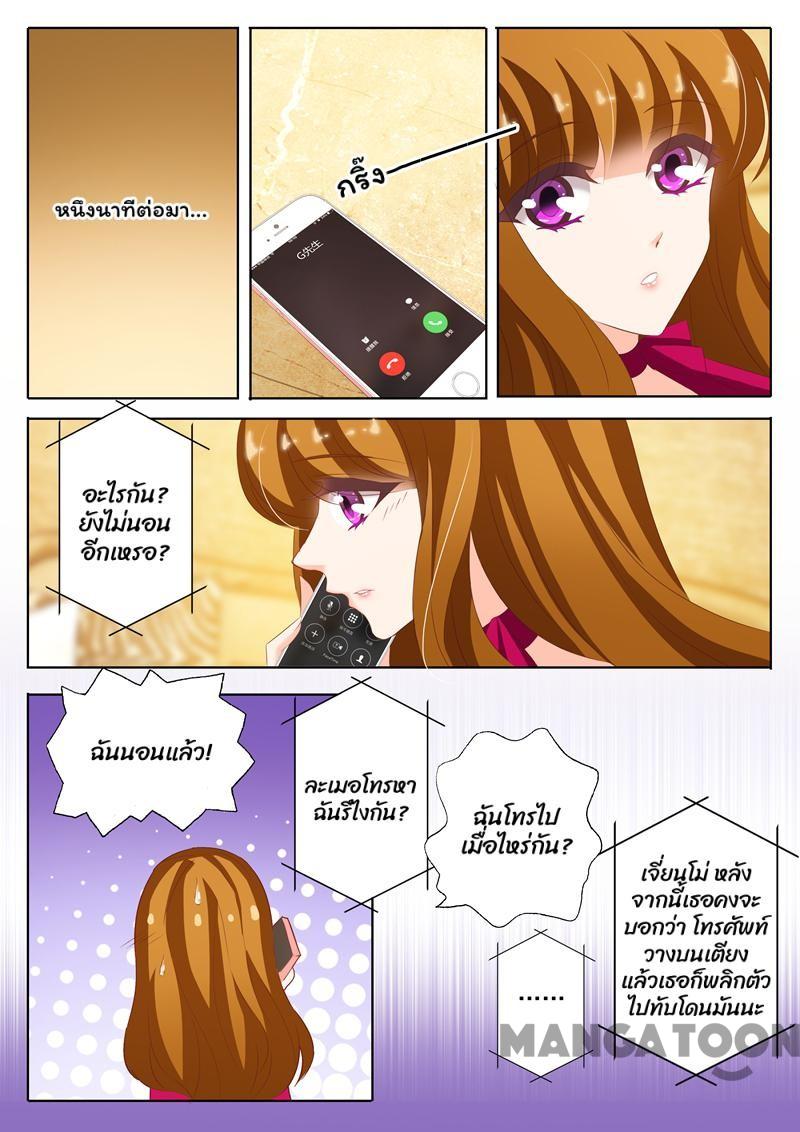 หนึ่งนาทีต่อมา...
G先生
กริ๊ง
อะไรกัน?
ยังไม่นอน
อีกเหรอ?
FaceTime
ฉันนอนแล้ว!
ละเมอโทรหา
ฉันรึไงกัน?
ฉันโทรไป
เมื่อไหร่กัน?
เจี่ยนโม่ หลัง
จากนี้เธอคงจะ
บอกว่า โทรศัพท์
วางบนเตียง
แล้วเธอก็พลิกตัว
ไปทับโดนมันนะ
......
MANGATOON